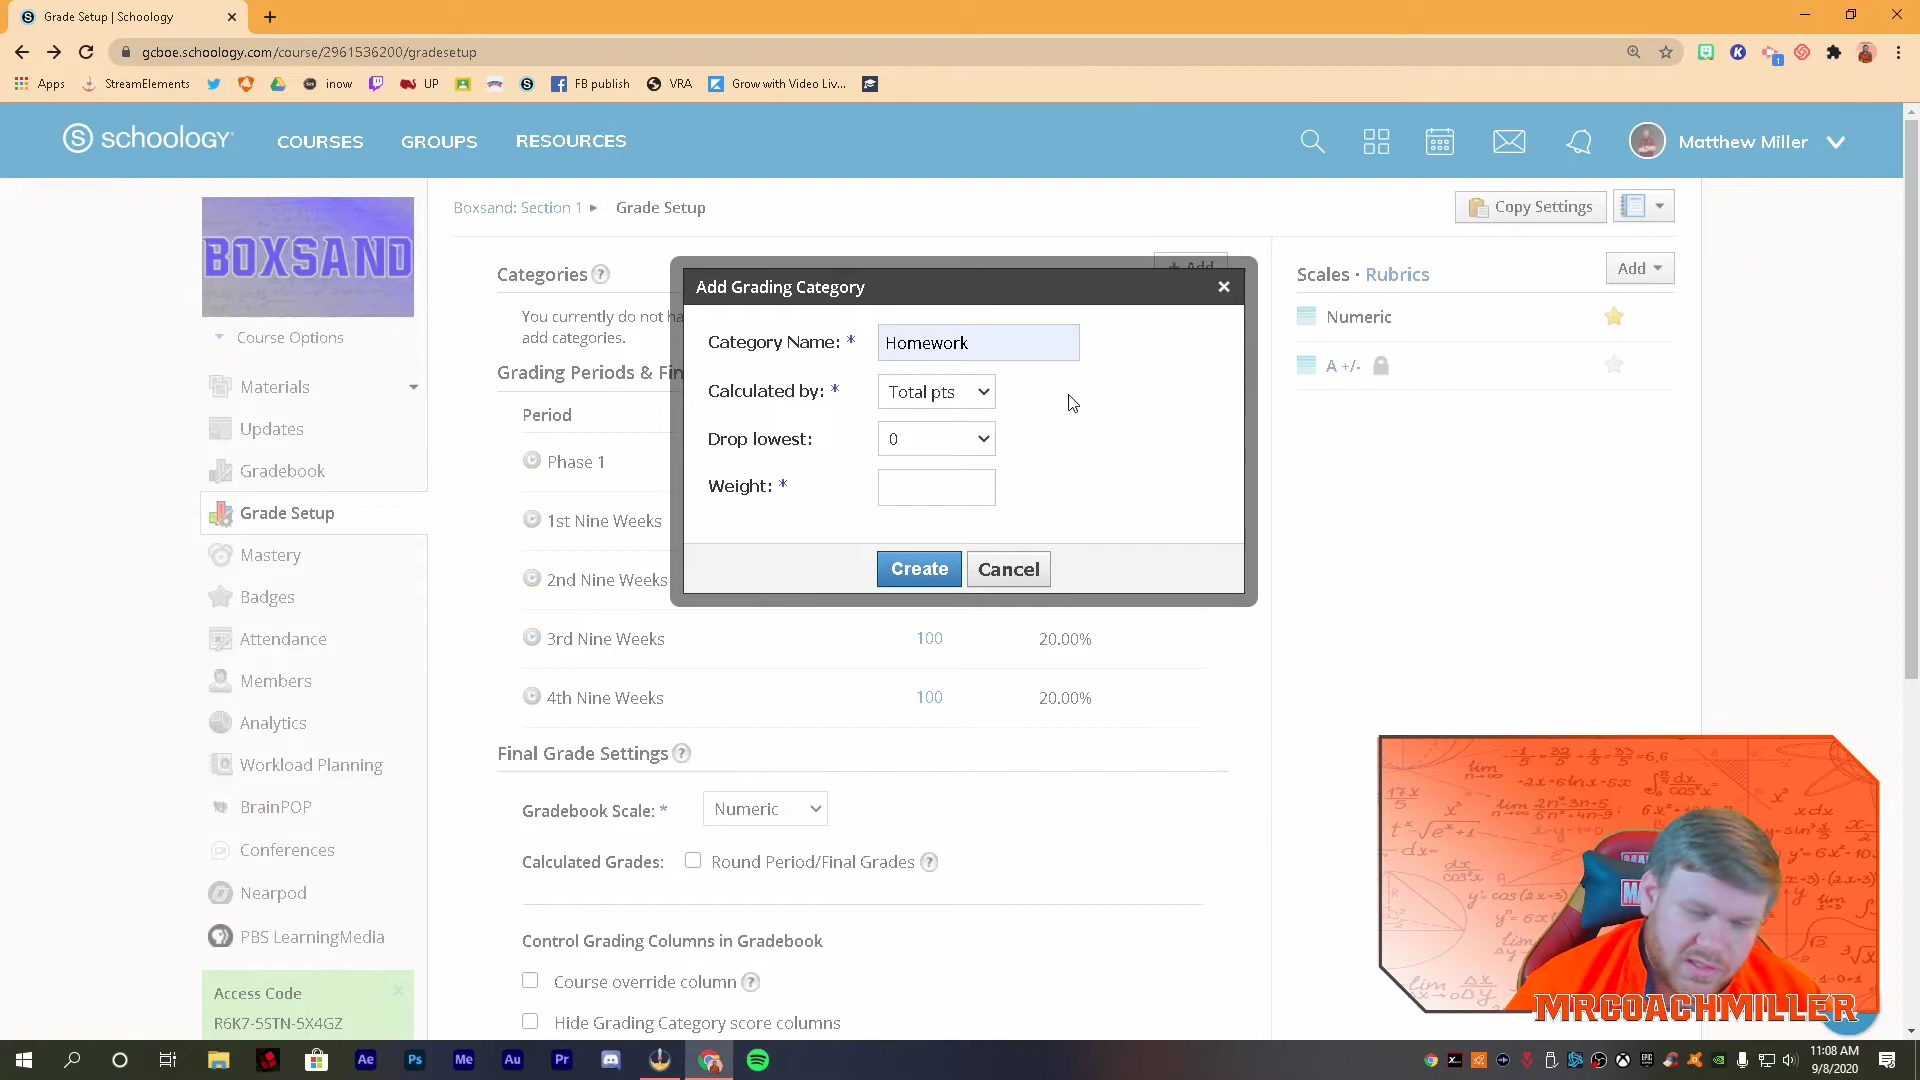 Grade Setup | Schoology
gcboe.schoology.com/course/2961536200/gradesetup
Apps StreamElements inow UP FB publish VRA Grow with Video Liv...
schoology COURSES GROUPS RESOURCES Matthew Miller
BOXSAND
Boxsand: Section 1 Grade Setup Copy Settings
Course Options
Materials
Updates
Gradebook
Grade Setup
Mastery
Badges
Attendance
Members
Analytics
Workload Planning
BrainPOP
Conferences
Nearpod
PBS LearningMedia
Access Code
R6K7-5STN-5X4GZ
Categories ? + Add
You currently do not ha
add categories.
Grading Periods & Fin
Period
Phase 1
1st Nine Weeks
2nd Nine Weeks
3rd Nine Weeks 100 20.00%
4th Nine Weeks 100 20.00%
Add Grading Category
Category Name: * Homework
Calculated by: * Total pts
Drop lowest: 0
Weight: *
Create Cancel
Final Grade Settings ?
Gradebook Scale: * Numeric
Calculated Grades: Round Period/Final Grades ?
Control Grading Columns in Gradebook
Course override column ?
Hide Grading Category score columns
Scales · Rubrics Add
Numeric
A +/-
MRCOACHMILLER
11:08 AM
9/8/2020